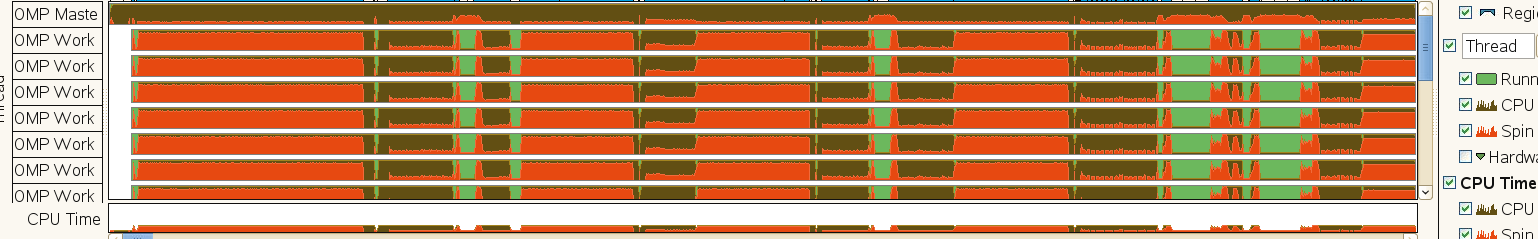 OMP Maste
OMP Work
OMP Work
OMP Work
OMP Work
OMP Work
OMP Work
OMP Work
CPU Time
Regi
Thread
Runn
CPU
Spin
Hardwa
CPU Time
CPU
Spin